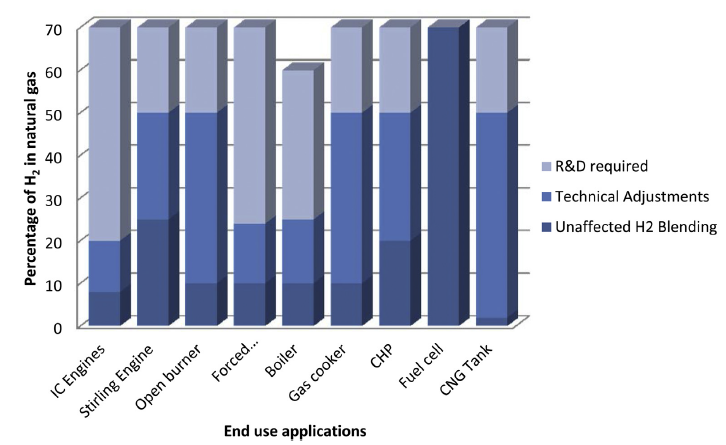 Percentage of H2 in natural gas
70
60
50
40
30
20
10
0
IC Engines
Stirling Engine
Open burner
Forced...
Boiler
Gas cooker
CHP
Fuel cell
CNG Tank
End use applications
R&D required
Technical Adjustments
Unaffected H2 Blending